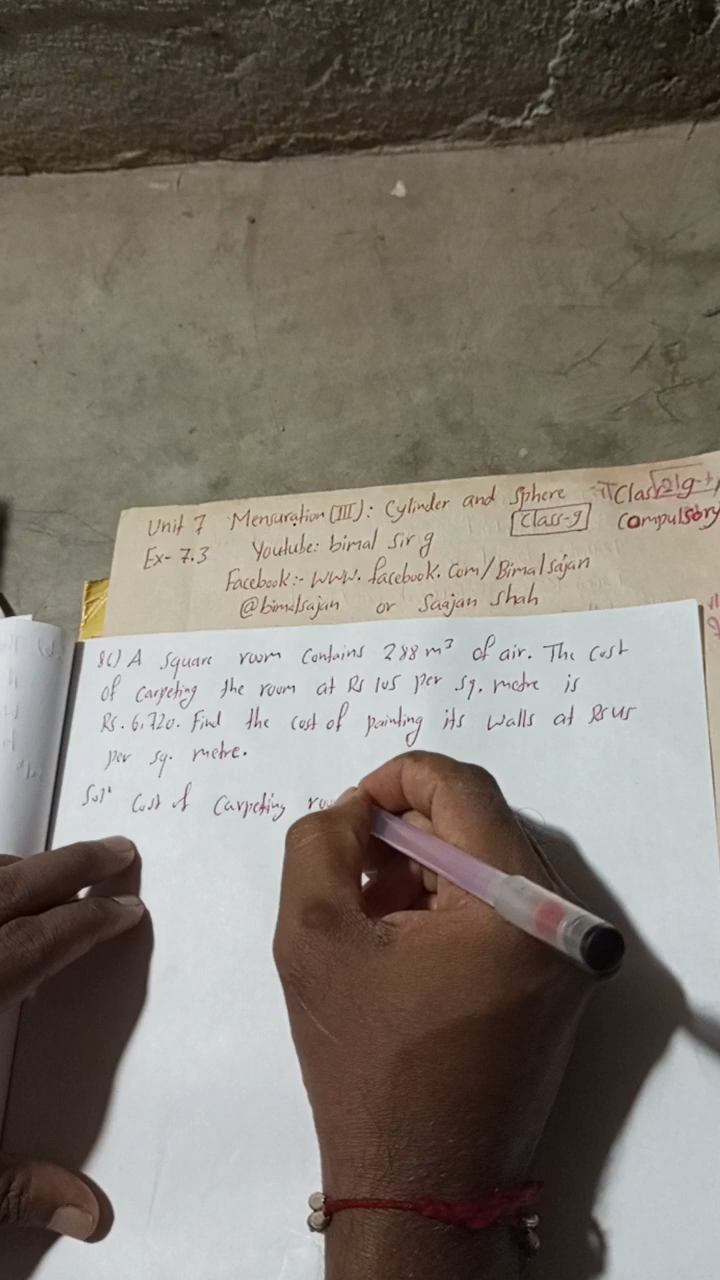 Unit 7 Mensuration (III): Cylinder and Sphere
Class-9 Compulsory
Ex- 7.3 Youtube: bimal sir g
Facebook:- www.facebook.com/Bimalsajan
@bimalsajan or Saajan Shah
8c) A square room contains 288 m³ of air. The cost
of carpeting the room at Rs 105 per sq. metre is
Rs. 6,720. Find the cost of painting its walls at Rs 45
per sq. metre.
Solⁿ Cost of carpeting